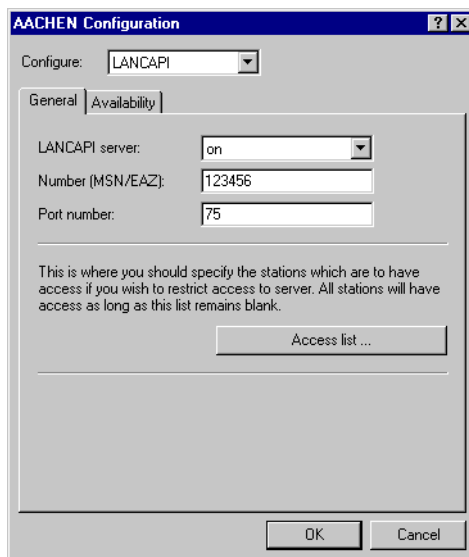 AACHEN Configuration
Configure: LANCAPI
General Availability
LANCAPI server: on
Number (MSN/EAZ): 123456
Port number: 75
This is where you should specify the stations which are to have
access if you wish to restrict access to server. All stations will have
access as long as this list remains blank.
Access list ...
OK Cancel